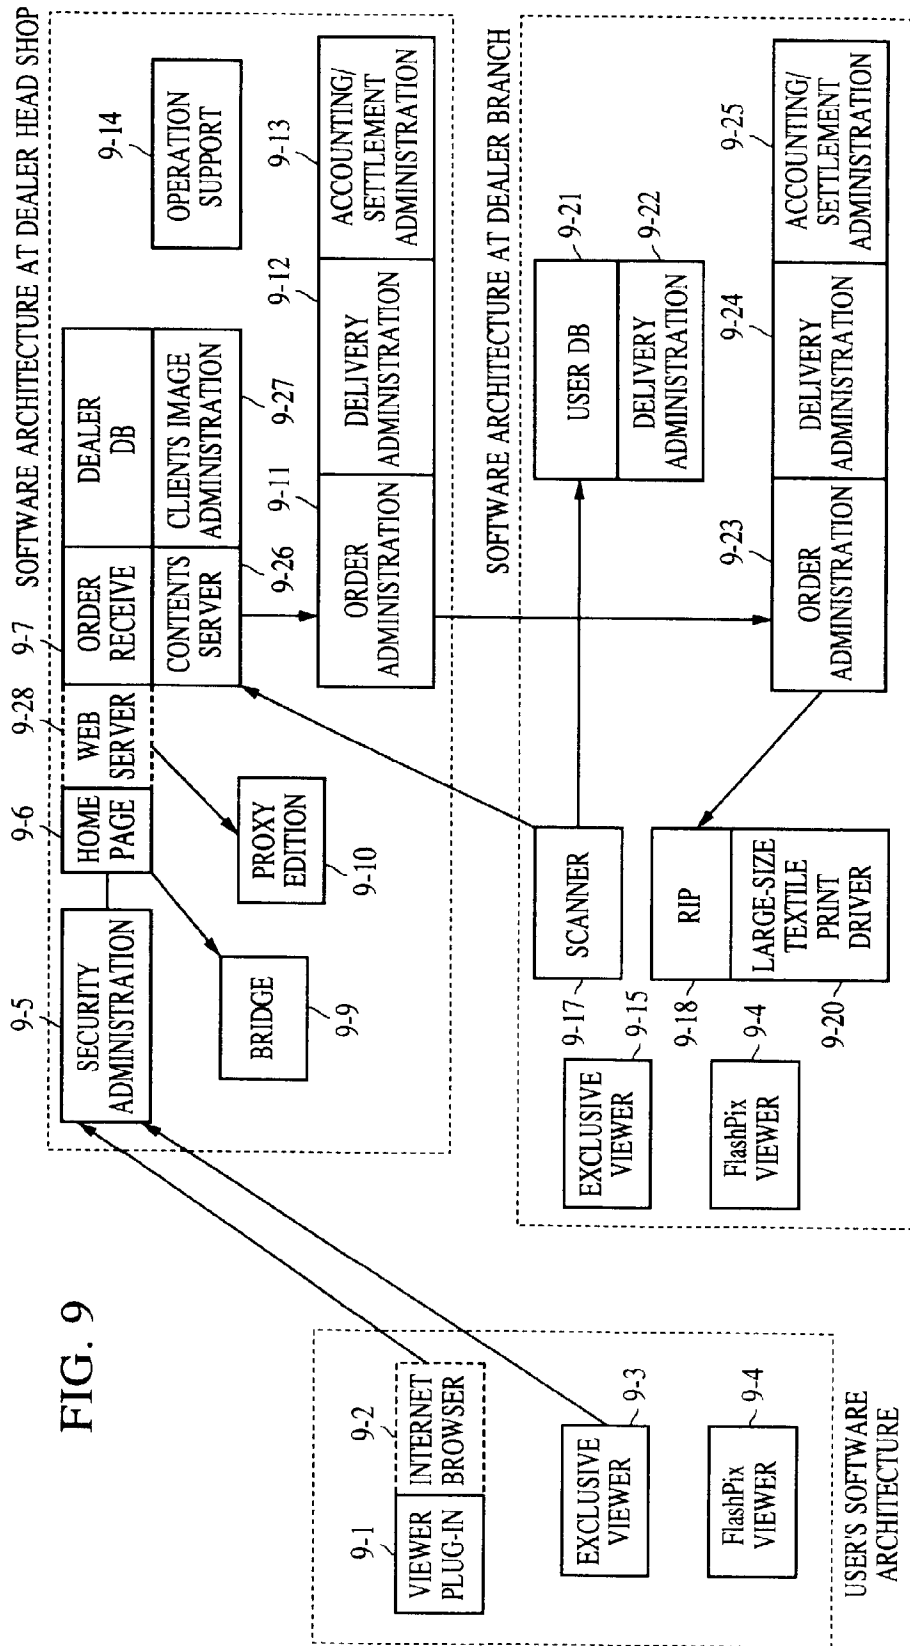 FIG. 9
9-1
VIEWER
PLUG-IN
9-2
INTERNET
BROWSER
EXCLUSIVE
VIEWER
9-3
FlashPix
VIEWER
9-4
USER'S SOFTWARE
ARCHITECTURE
SOFTWARE ARCHITECTURE AT DEALER HEAD SHOP
9-5
SECURITY
ADMINISTRATION
9-6
HOME
PAGE
9-28
WEB
SERVER
9-7
ORDER
RECEIVE
DEALER
DB
CONTENTS
SERVER
9-26
CLIENTS IMAGE
ADMINISTRATION
9-27
9-14
OPERATION
SUPPORT
BRIDGE
9-9
PROXY
EDITION
9-10
9-11
ORDER
ADMINISTRATION
9-12
DELIVERY
ADMINISTRATION
9-13
ACCOUNTING/
SETTLEMENT
ADMINISTRATION
SOFTWARE ARCHITECTURE AT DEALER BRANCH
EXCLUSIVE
VIEWER
9-15
FlashPix
VIEWER
9-4
SCANNER
9-17
RIP
9-18
LARGE-SIZE
TEXTILE
PRINT
DRIVER
9-20
USER DB
9-21
DELIVERY
ADMINISTRATION
9-22
9-23
ORDER
ADMINISTRATION
9-24
DELIVERY
ADMINISTRATION
9-25
ACCOUNTING/
SETTLEMENT
ADMINISTRATION